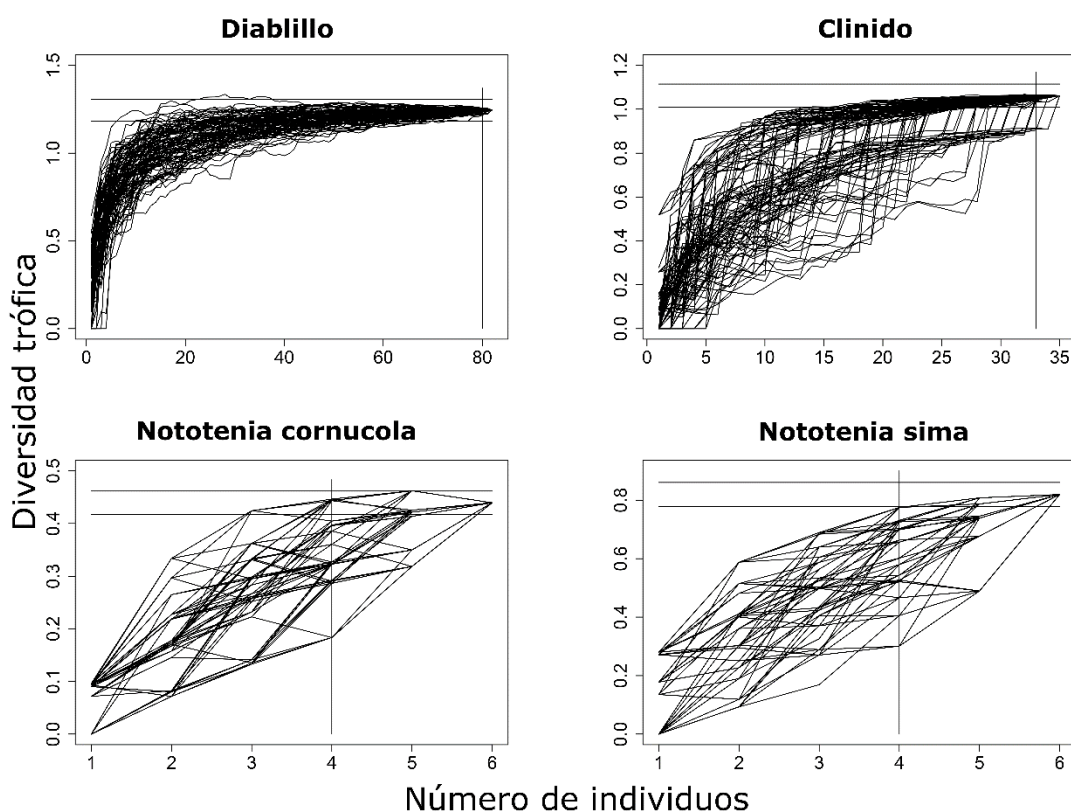 Diablillo
Clinido
0.0 0.5 1.0 1.5
0 20 40 60 80
0.0 0.2 0.4 0.6 0.8 1.0 1.2
0 5 10 15 20 25 30 35
Diversidad trófica
Nototenia cornucola
Nototenia sima
0.0 0.1 0.2 0.3 0.4 0.5
1 2 3 4 5 6
0.0 0.2 0.4 0.6 0.8
1 2 3 4 5 6
Número de individuos